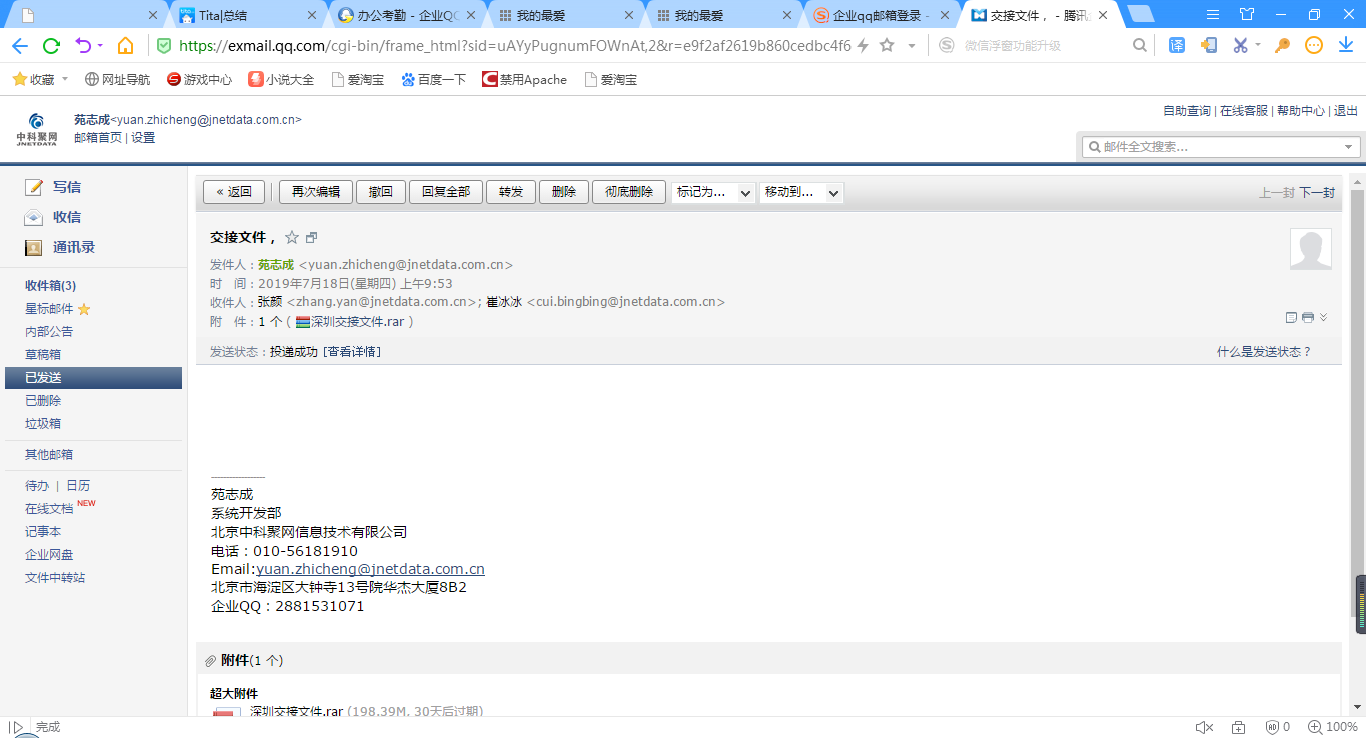 Tita|总结
办公考勤 - 企业QQ
我的最爱
我的最爱
企业qq邮箱登录 -
交接文件， - 腾讯
https://exmail.qq.com/cgi-bin/frame_html?sid=uAYyPugnumFOWnAt,2&r=e9f2af2619b860cedbc4f6
微信浮窗功能升级
译
收藏 网址导航 游戏中心 小说大全 爱淘宝 百度一下 禁用Apache 爱淘宝
中科聚网
JNETDATA
苑志成<yuan.zhicheng@jnetdata.com.cn>
邮箱首页 | 设置
自助查询 | 在线客服 | 帮助中心 | 退出
邮件全文搜索...
写信
收信
通讯录
收件箱(3)
星标邮件
内部公告
草稿箱
已发送
已删除
垃圾箱
其他邮箱
待办 | 日历
在线文档 NEW
记事本
企业网盘
文件中转站
« 返回 再次编辑 撤回 回复全部 转发 删除 彻底删除 标记为... 移动到... 上一封 下一封
交接文件，
发件人：苑志成 <yuan.zhicheng@jnetdata.com.cn>
时 间：2019年7月18日(星期四) 上午9:53
收件人：张颜 <zhang.yan@jnetdata.com.cn>; 崔冰冰 <cui.bingbing@jnetdata.com.cn>
附 件：1 个 ( 深圳交接文件.rar )
发送状态：投递成功 [查看详情] 什么是发送状态？
------------------
苑志成
系统开发部
北京中科聚网信息技术有限公司
电话：010-56181910
Email:yuan.zhicheng@jnetdata.com.cn
北京市海淀区大钟寺13号院华杰大厦8B2
企业QQ：2881531071
附件(1 个)
超大附件
深圳交接文件.rar (198.39M, 30天后过期)
完成
AD 0 100%